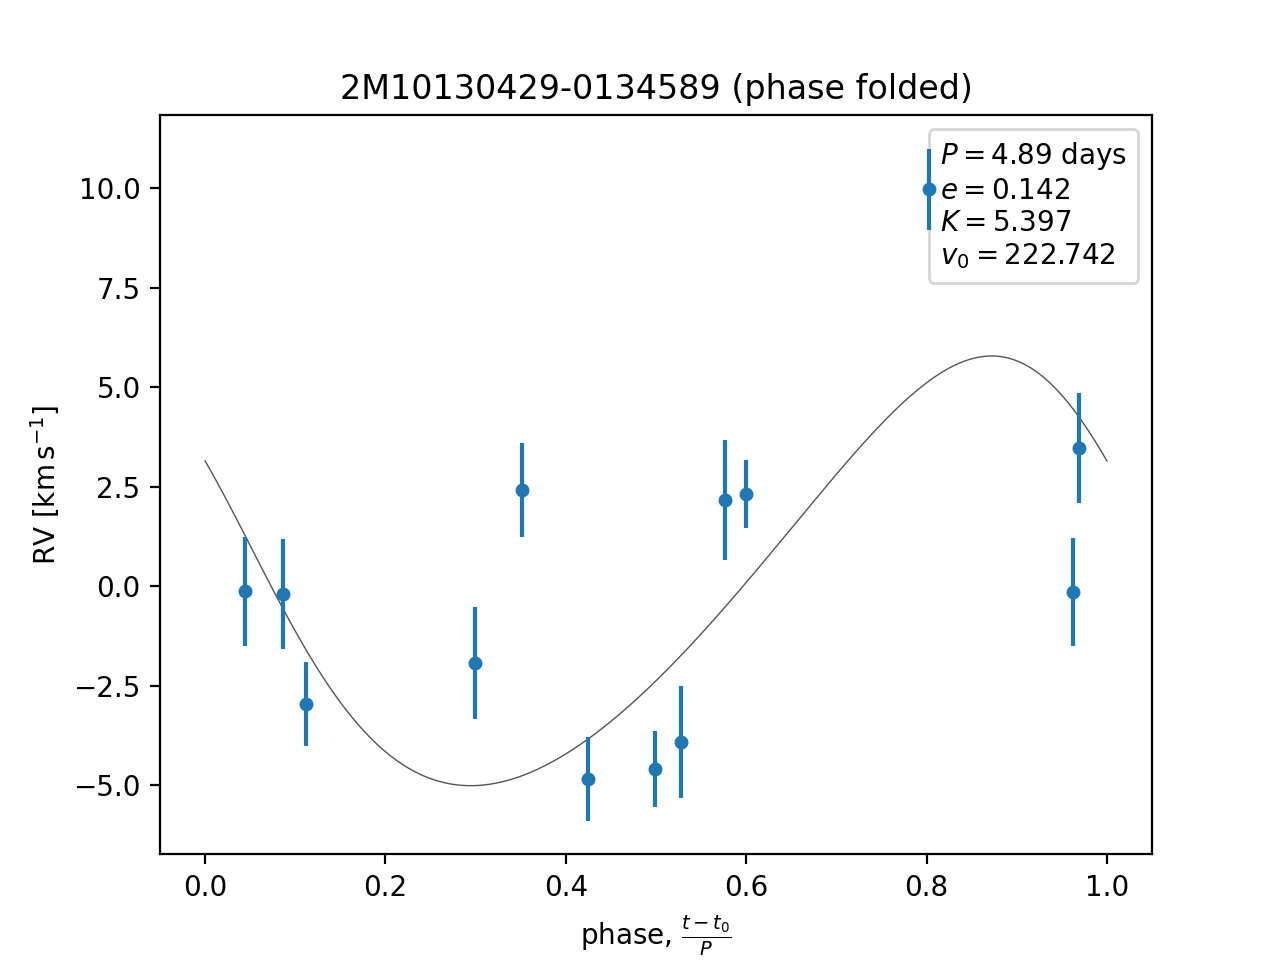 2M10130429-0134589 (phase folded)
P = 4.89 days
e = 0.142
K = 5.397
v₀ = 222.742
RV [km s⁻¹]
10.0
7.5
5.0
2.5
0.0
−2.5
−5.0
0.0 0.2 0.4 0.6 0.8 1.0
phase, (t − t₀)/P